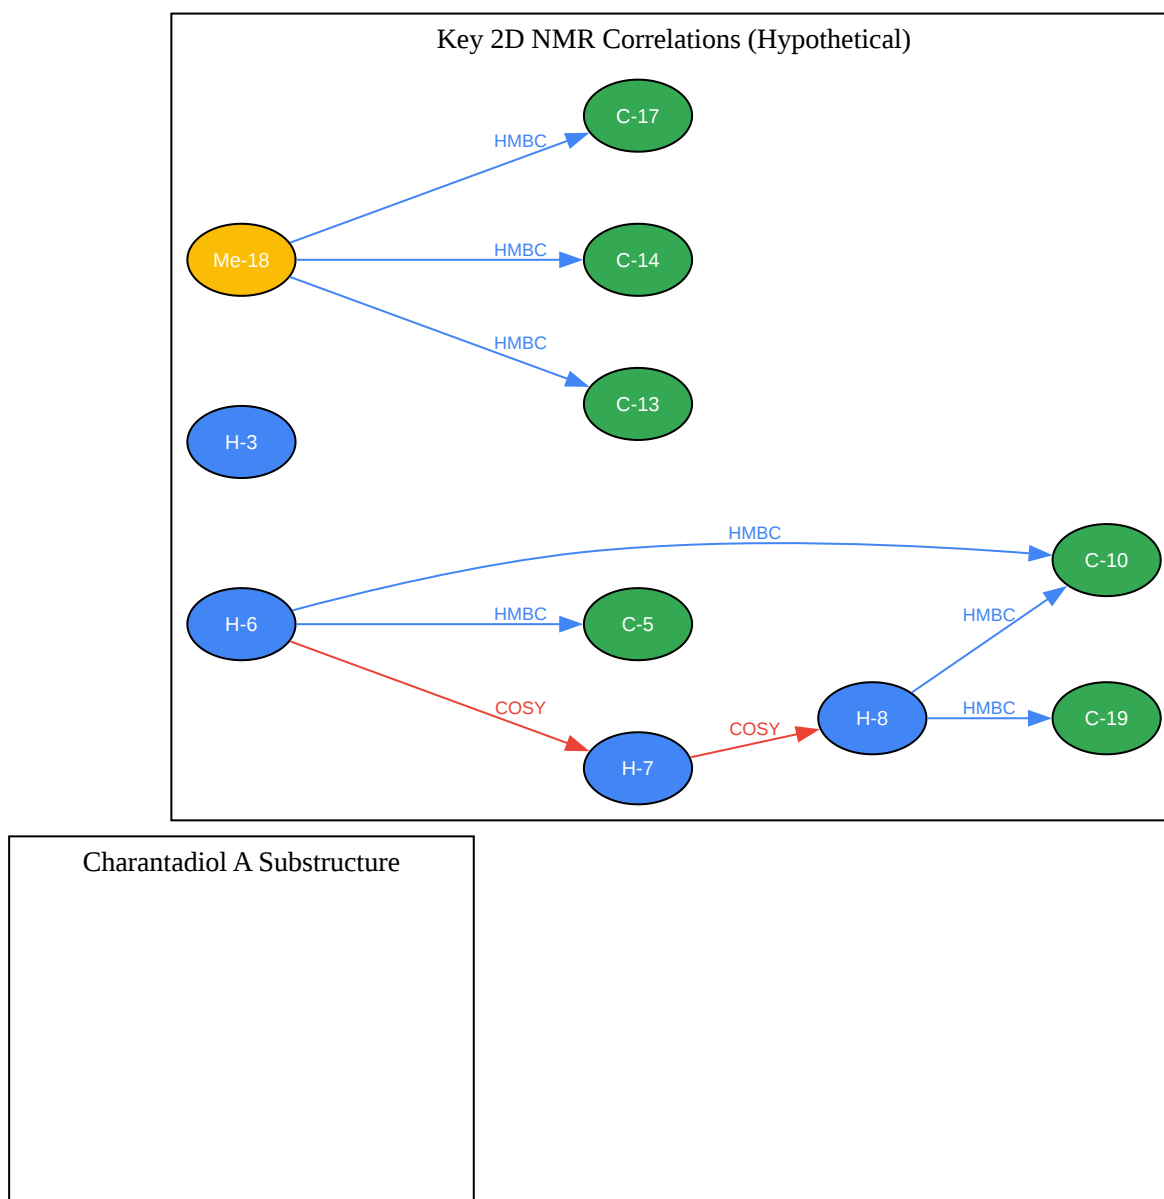 Key 2D NMR Correlations (Hypothetical)
C-17
HMBC
Me-18
HMBC
C-14
HMBC
C-13
H-3
HMBC
C-10
H-6
HMBC
C-5
HMBC
COSY
H-8
HMBC
C-19
COSY
H-7
Charantadiol A Substructure